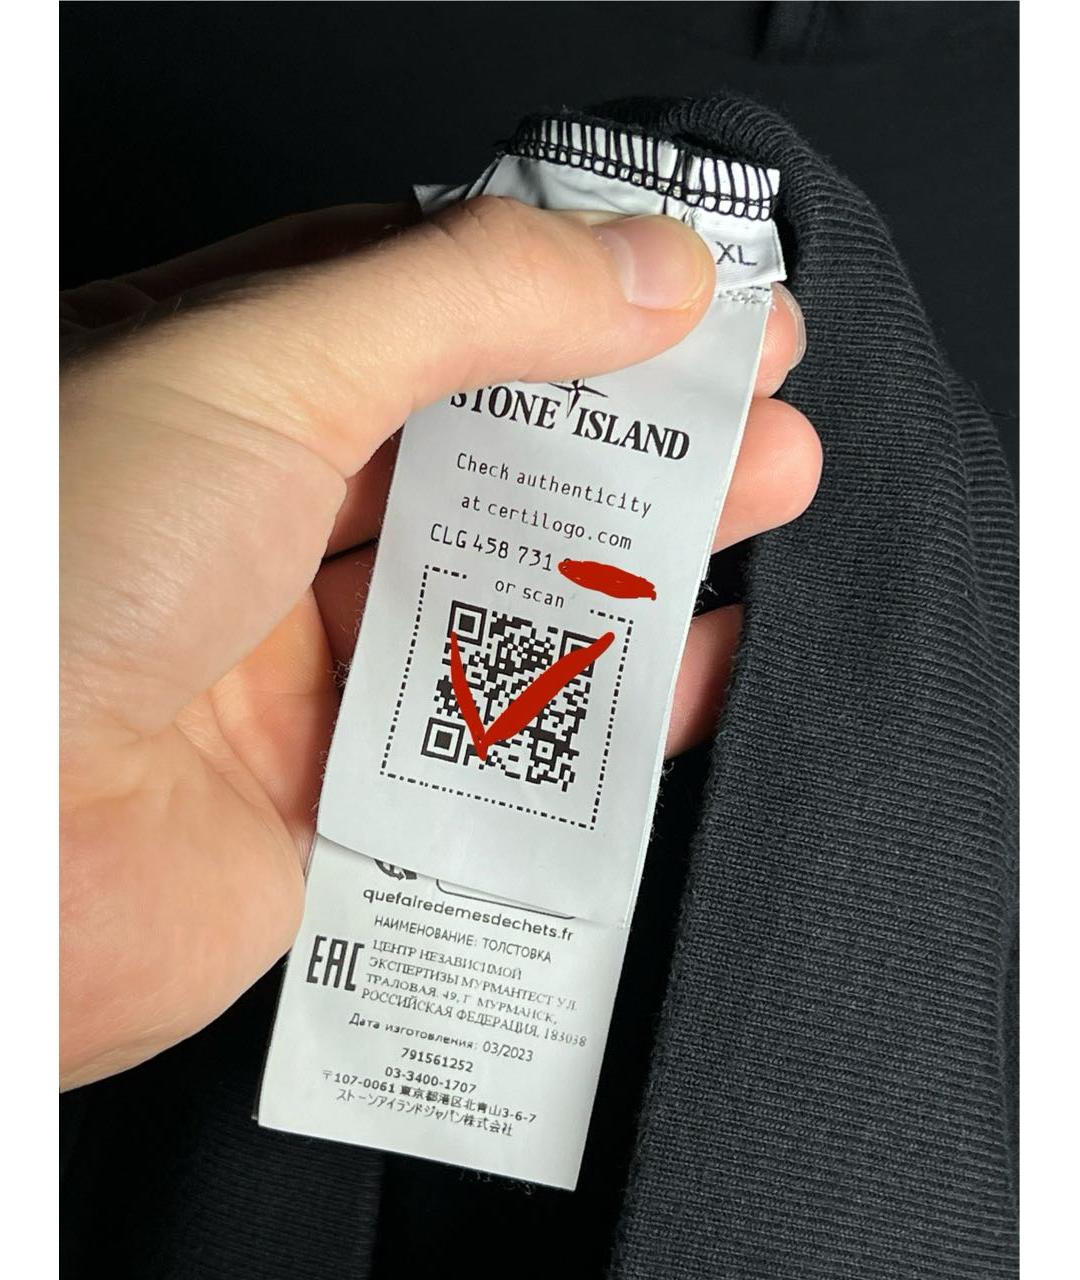 XL
STONE ISLAND
Check authenticity
at certilogo.com
CLG 458 731
or scan
quefairedemesdechets.fr
НАИМЕНОВАНИЕ: ТОЛСТОВКА
EAC
ЦЕНТР НЕЗАВИСІМОЙ
ЭКСПЕРТИЗЫ МУРМАНТЕСТ УЛ.
ТРАЛОВАЯ. 49, Г. МУРМАНСК,
РОССИЙСКАЯ ФЕДЕРАЦИЯ, 183038
Дата изготовления: 03/2023
791561252
03-3400-1707
〒107-0061 東京都港区北青山3-6-7
ストーンアイランドジャパン株式会社